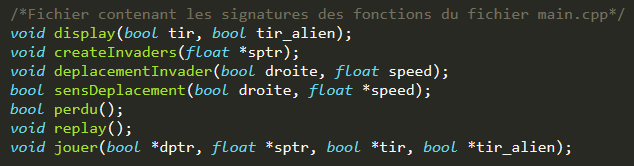 /*Fichier contenant les signatures des fonctions du fichier main.cpp*/
void display(bool tir, bool tir_alien);
void createInvaders(float *sptr);
void deplacementInvader(bool droite, float speed);
bool sensDeplacement(bool droite, float *speed);
bool perdu();
void replay();
void jouer(bool *dptr, float *sptr, bool *tir, bool *tir_alien);